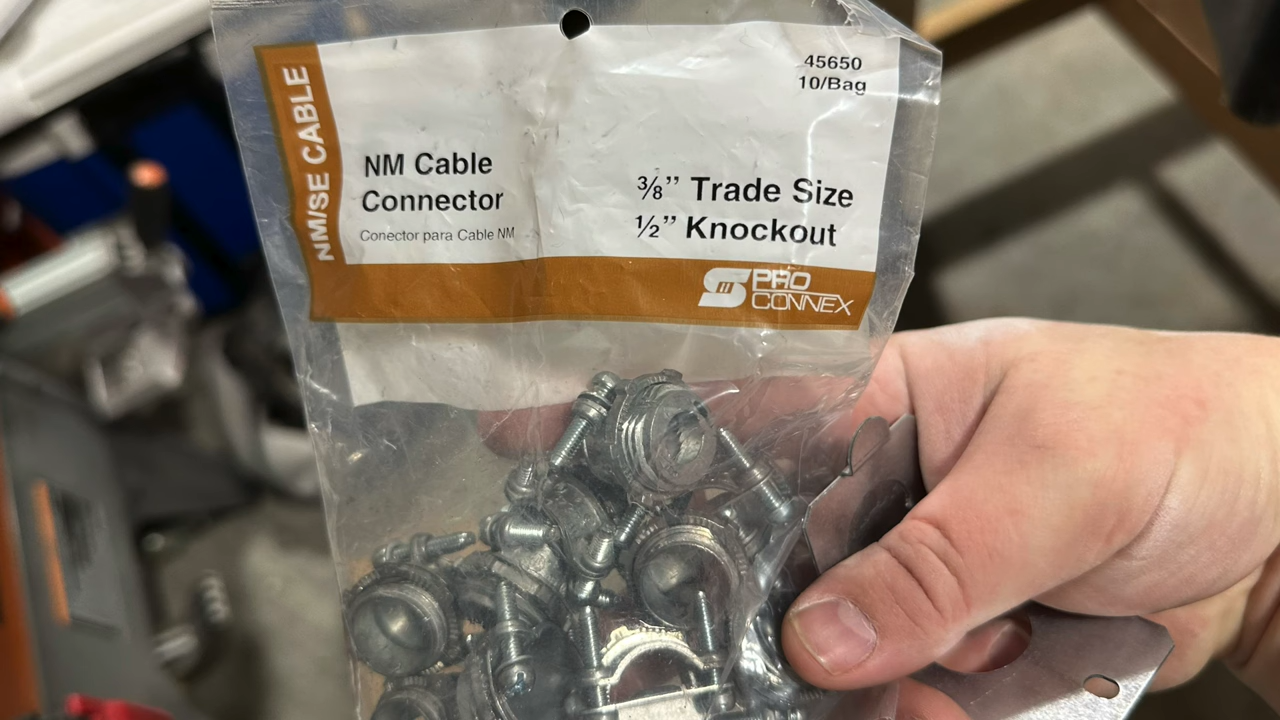 45650
10/Bag
NM/SE CABLE
NM Cable
Connector
Conector para Cable NM
⅜” Trade Size
½” Knockout
PRO
CONNEX